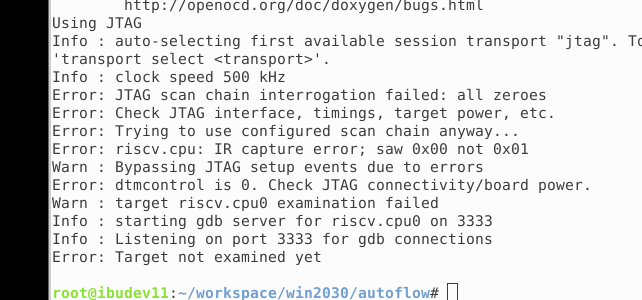 http://openocd.org/doc/doxygen/bugs.html
Using JTAG
Info : auto-selecting first available session transport "jtag". To
'transport select <transport>'.
Info : clock speed 500 kHz
Error: JTAG scan chain interrogation failed: all zeroes
Error: Check JTAG interface, timings, target power, etc.
Error: Trying to use configured scan chain anyway...
Error: riscv.cpu: IR capture error; saw 0x00 not 0x01
Warn : Bypassing JTAG setup events due to errors
Error: dtmcontrol is 0. Check JTAG connectivity/board power.
Warn : target riscv.cpu0 examination failed
Info : starting gdb server for riscv.cpu0 on 3333
Info : Listening on port 3333 for gdb connections
Error: Target not examined yet
root@ibudev11:~/workspace/win2030/autoflow#